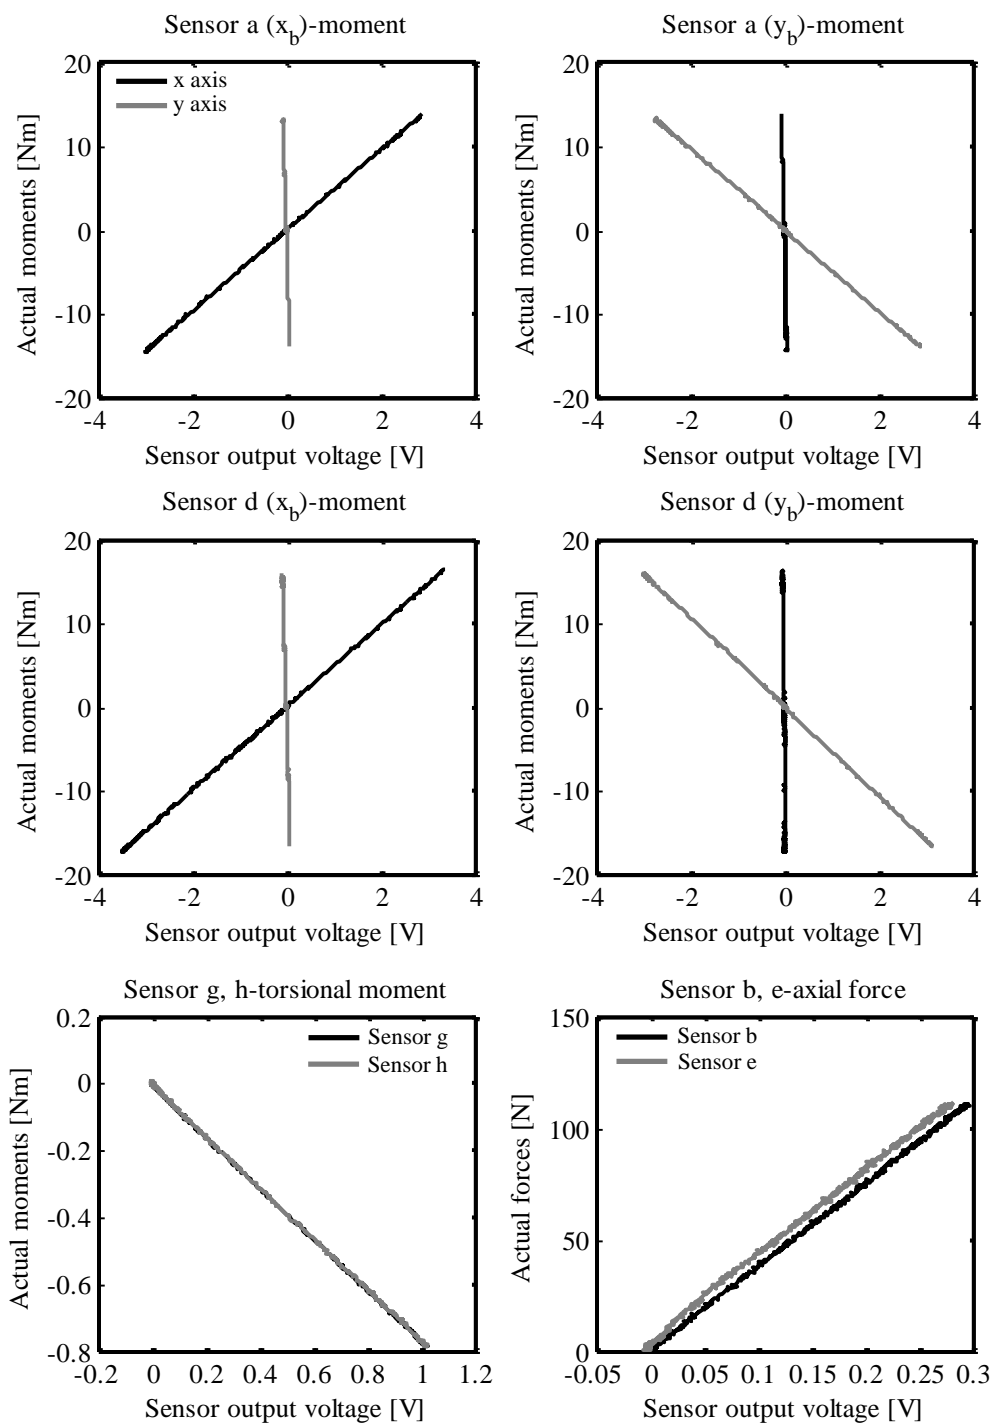 Sensor a (x_b)-moment
20
10
0
-10
-20
-4 -2 0 2 4
Actual moments [Nm]
Sensor output voltage [V]
x axis
y axis
Sensor a (y_b)-moment
20
10
0
-10
-20
-4 -2 0 2 4
Actual moments [Nm]
Sensor output voltage [V]
Sensor d (x_b)-moment
20
10
0
-10
-20
-4 -2 0 2 4
Actual moments [Nm]
Sensor output voltage [V]
Sensor d (y_b)-moment
20
10
0
-10
-20
-4 -2 0 2 4
Actual moments [Nm]
Sensor output voltage [V]
Sensor g, h-torsional moment
0.2
0
-0.2
-0.4
-0.6
-0.8
-0.2 0 0.2 0.4 0.6 0.8 1 1.2
Actual moments [Nm]
Sensor output voltage [V]
Sensor g
Sensor h
Sensor b, e-axial force
150
100
50
0
-0.05 0 0.05 0.1 0.15 0.2 0.25 0.3
Actual forces [N]
Sensor output voltage [V]
Sensor b
Sensor e